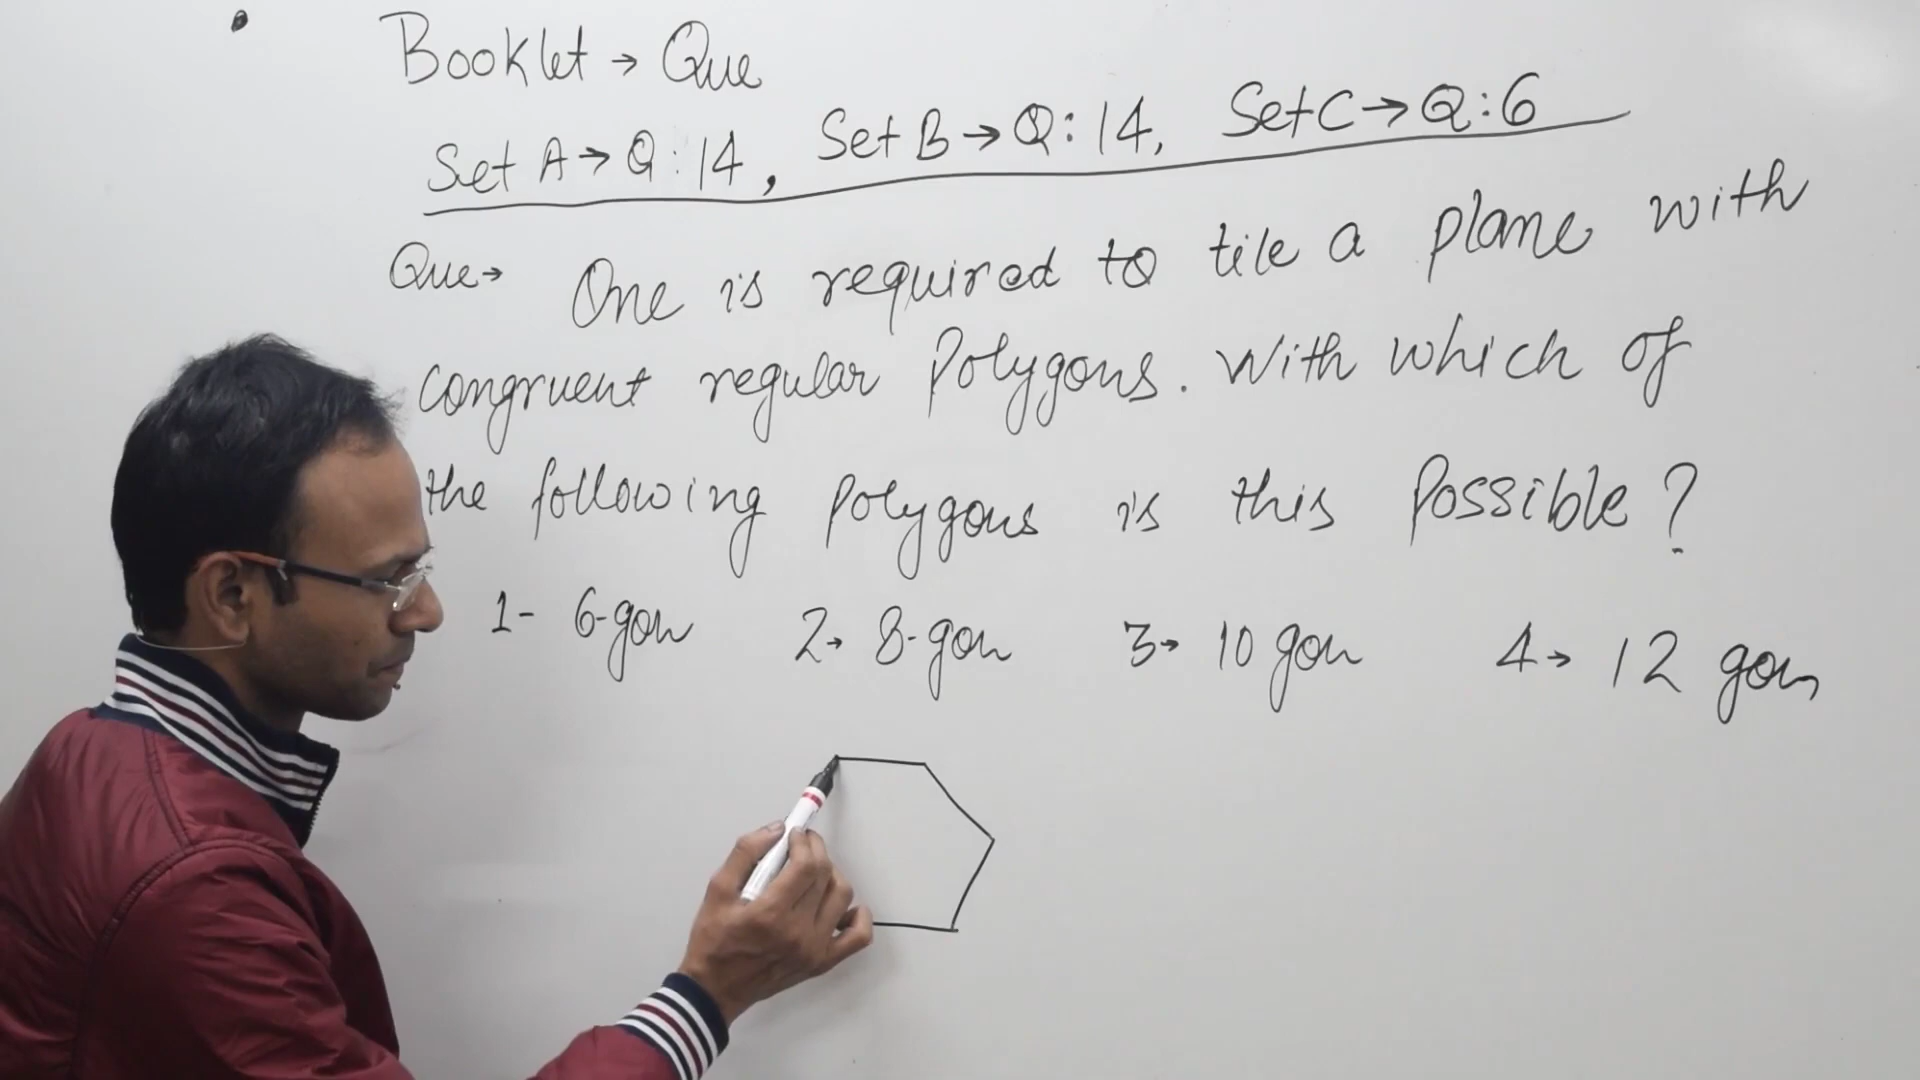 Booklet → Que
Set A → Q : 14, Set B → Q : 14, Set C → Q : 6
Que → One is required to tile a plane with
congruent regular Polygons. With which of
the following polygons is this Possible ?
1- 6-gon 2→ 8-gon 3→ 10 gon 4→ 12 gon